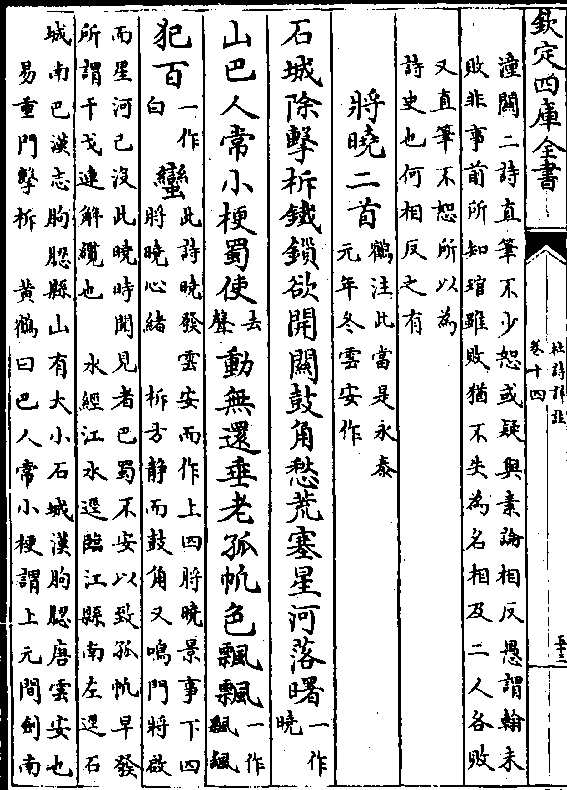 欽定四庫全書
杜詩詳註
卷十四
潼關二詩直筆不少恕或疑與素論相反愚謂翰未
敗非事前所知琯雖敗猶不失為名相及二人各敗
又直筆不恕所以為
詩史也何相反之有
將曉二首
鶴注此當是永泰
元年冬雲安作
石城除擊柝鐵鎖欲開關鼓角愁荒塞星河落曙
一作
曉
山巴人常小梗蜀使
去
聲
動無還垂老孤帆色飄飄
一作
飄颻
犯百
一作
白
蠻
此詩曉發雲安而作上四將曉景事下四
將曉心緒 柝方静而鼓角又鳴門將啟
而星河已没此曉時聞見者巴蜀不安以致孤帆早發
所謂干戈連解纜也 水經江水逕臨江縣南左逕石
城南巴漢志朐䏰縣山有大小石城漢朐䏰唐雲安也
易重門擊柝 黄鶴曰巴人常小梗謂上元間劍南